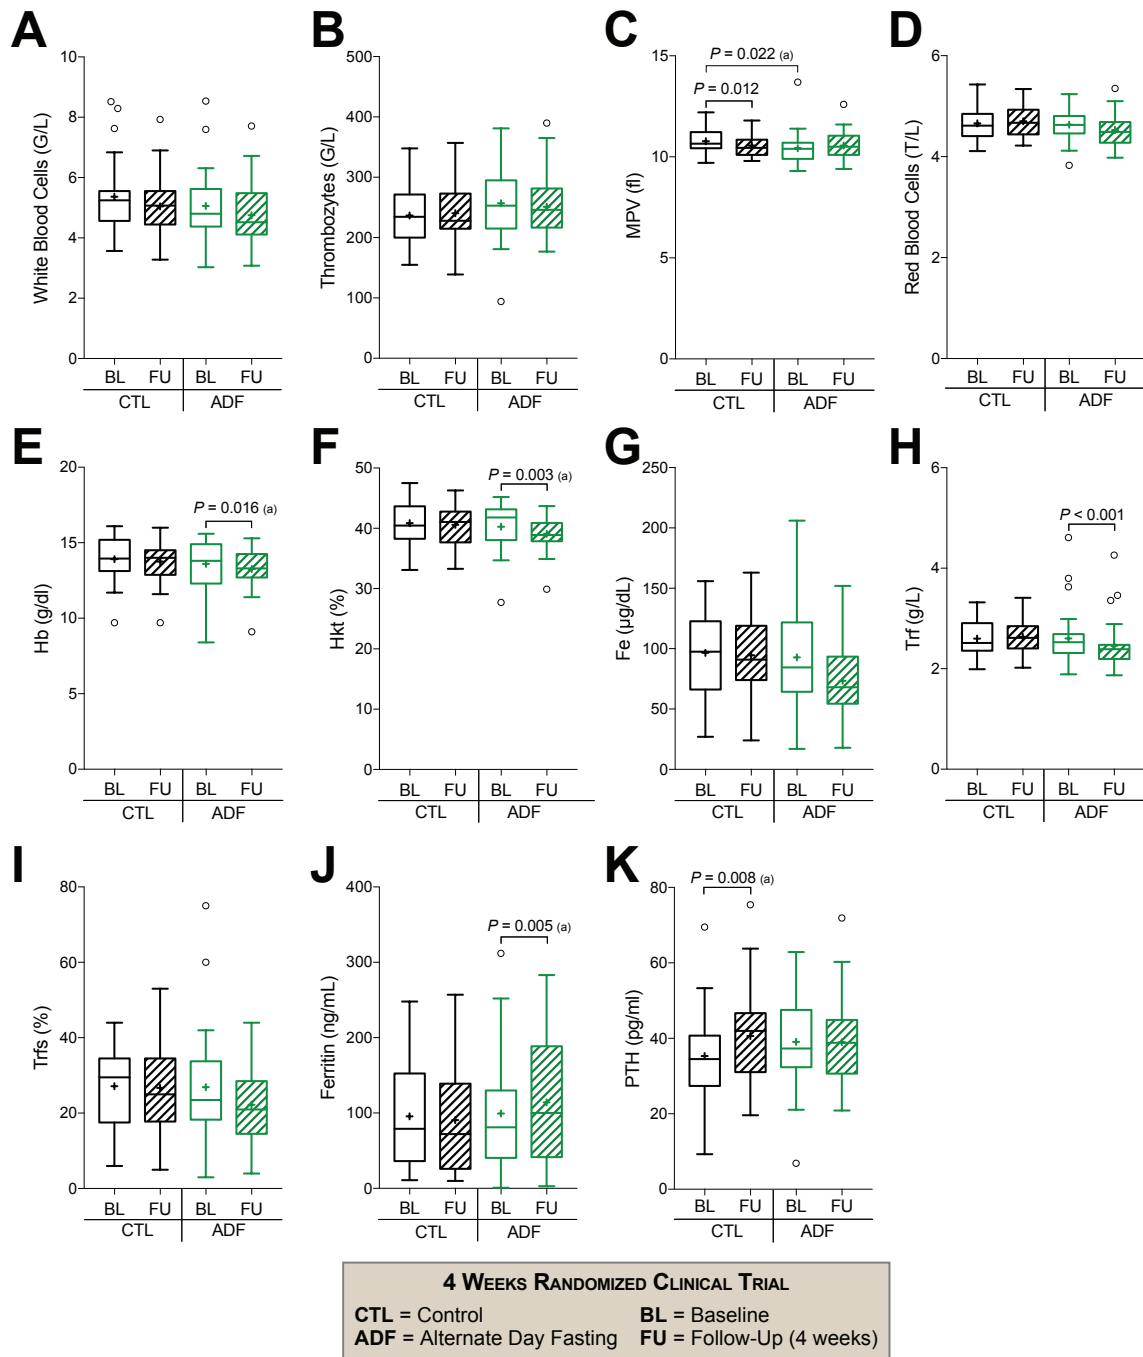 A
White Blood Cells (G/L)
10
8
6
4
2
0
BL FU BL FU
CTL ADF
B
Thrombozytes (G/L)
500
400
300
200
100
0
BL FU BL FU
CTL ADF
C
MPV (fl)
15
10
5
0
P = 0.022 (a)
P = 0.012
BL FU BL FU
CTL ADF
D
Red Blood Cells (T/L)
6
4
2
0
BL FU BL FU
CTL ADF
E
Hb (g/dl)
20
15
10
5
0
P = 0.016 (a)
BL FU BL FU
CTL ADF
F
Hkt (%)
50
40
30
20
10
0
P = 0.003 (a)
BL FU BL FU
CTL ADF
G
Fe (µg/dL)
250
200
150
100
50
0
BL FU BL FU
CTL ADF
H
Trf (g/L)
6
4
2
0
P < 0.001
BL FU BL FU
CTL ADF
I
Trfs (%)
80
60
40
20
0
BL FU BL FU
CTL ADF
J
Ferritin (ng/mL)
400
300
200
100
0
P = 0.005 (a)
BL FU BL FU
CTL ADF
K
PTH (pg/ml)
80
60
40
20
0
P = 0.008 (a)
BL FU BL FU
CTL ADF
4 WEEKS RANDOMIZED CLINICAL TRIAL
CTL = Control BL = Baseline
ADF = Alternate Day Fasting FU = Follow-Up (4 weeks)